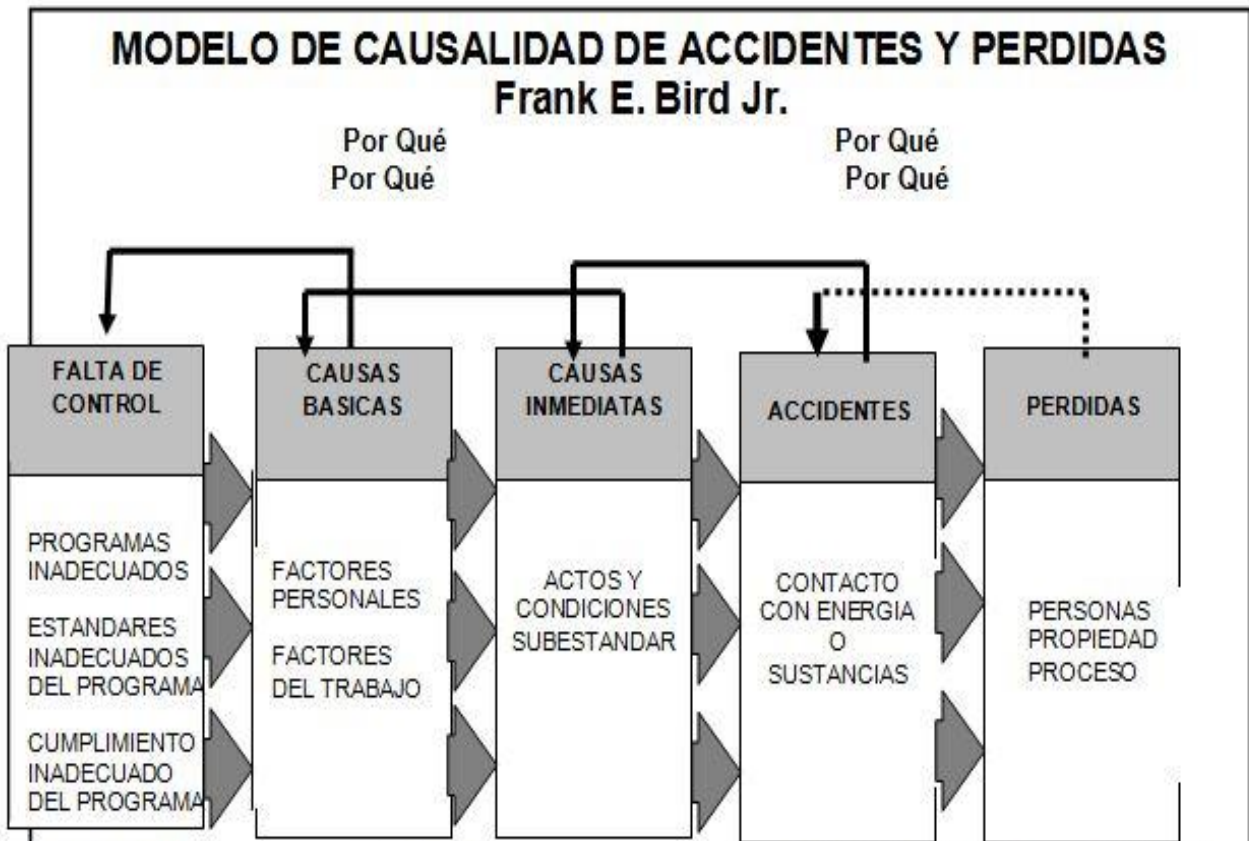 MODELO DE CAUSALIDAD DE ACCIDENTES Y PERDIDAS
Frank E. Bird Jr.
Por Qué
Por Qué
Por Qué
Por Qué
FALTA DE
CONTROL
PROGRAMAS
INADECUADOS
ESTANDARES
INADECUADOS
DEL PROGRAMA
CUMPLIMIENTO
INADECUADO
DEL PROGRAMA
CAUSAS
BASICAS
FACTORES
PERSONALES
FACTORES
DEL TRABAJO
CAUSAS
INMEDIATAS
ACTOS Y
CONDICIONES
SUBESTANDAR
ACCIDENTES
CONTACTO
CON ENERGIA
O
SUSTANCIAS
PERDIDAS
PERSONAS
PROPIEDAD
PROCESO